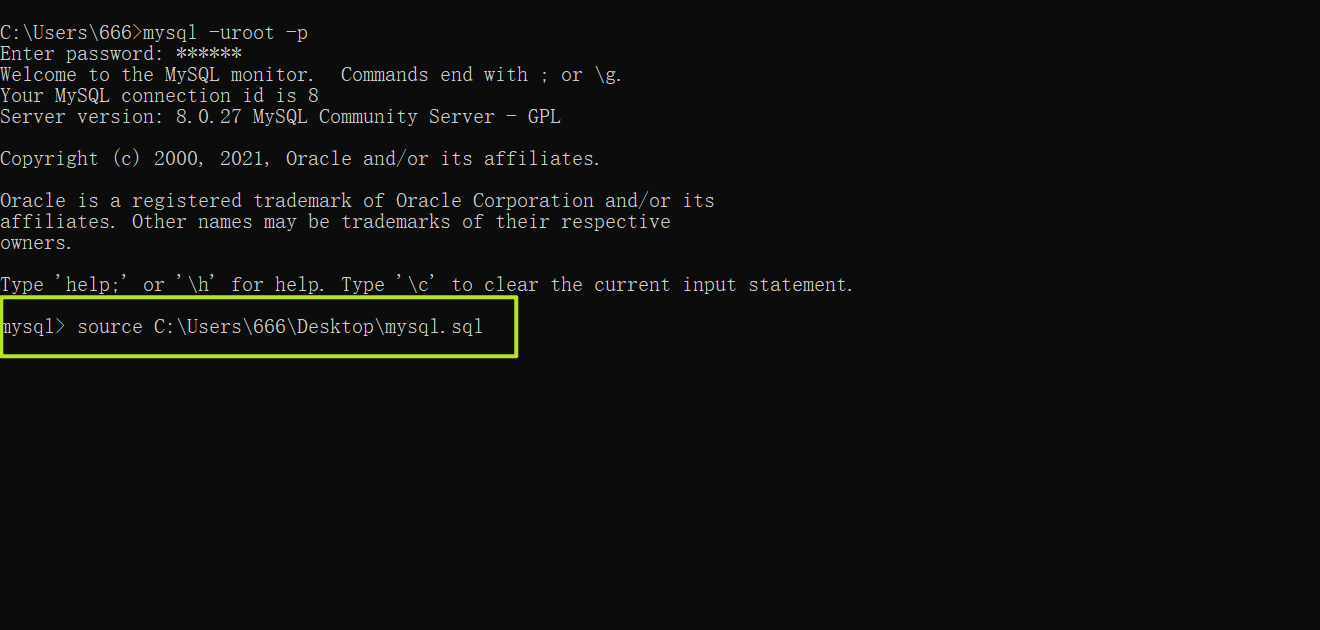 C:\Users\666>mysql -uroot -p
Enter password: ******
Welcome to the MySQL monitor.  Commands end with ; or \g.
Your MySQL connection id is 8
Server version: 8.0.27 MySQL Community Server - GPL
Copyright (c) 2000, 2021, Oracle and/or its affiliates.
Oracle is a registered trademark of Oracle Corporation and/or its
affiliates. Other names may be trademarks of their respective
owners.
Type 'help;' or '\h' for help. Type '\c' to clear the current input statement.
mysql> source C:\Users\666\Desktop\mysql.sql